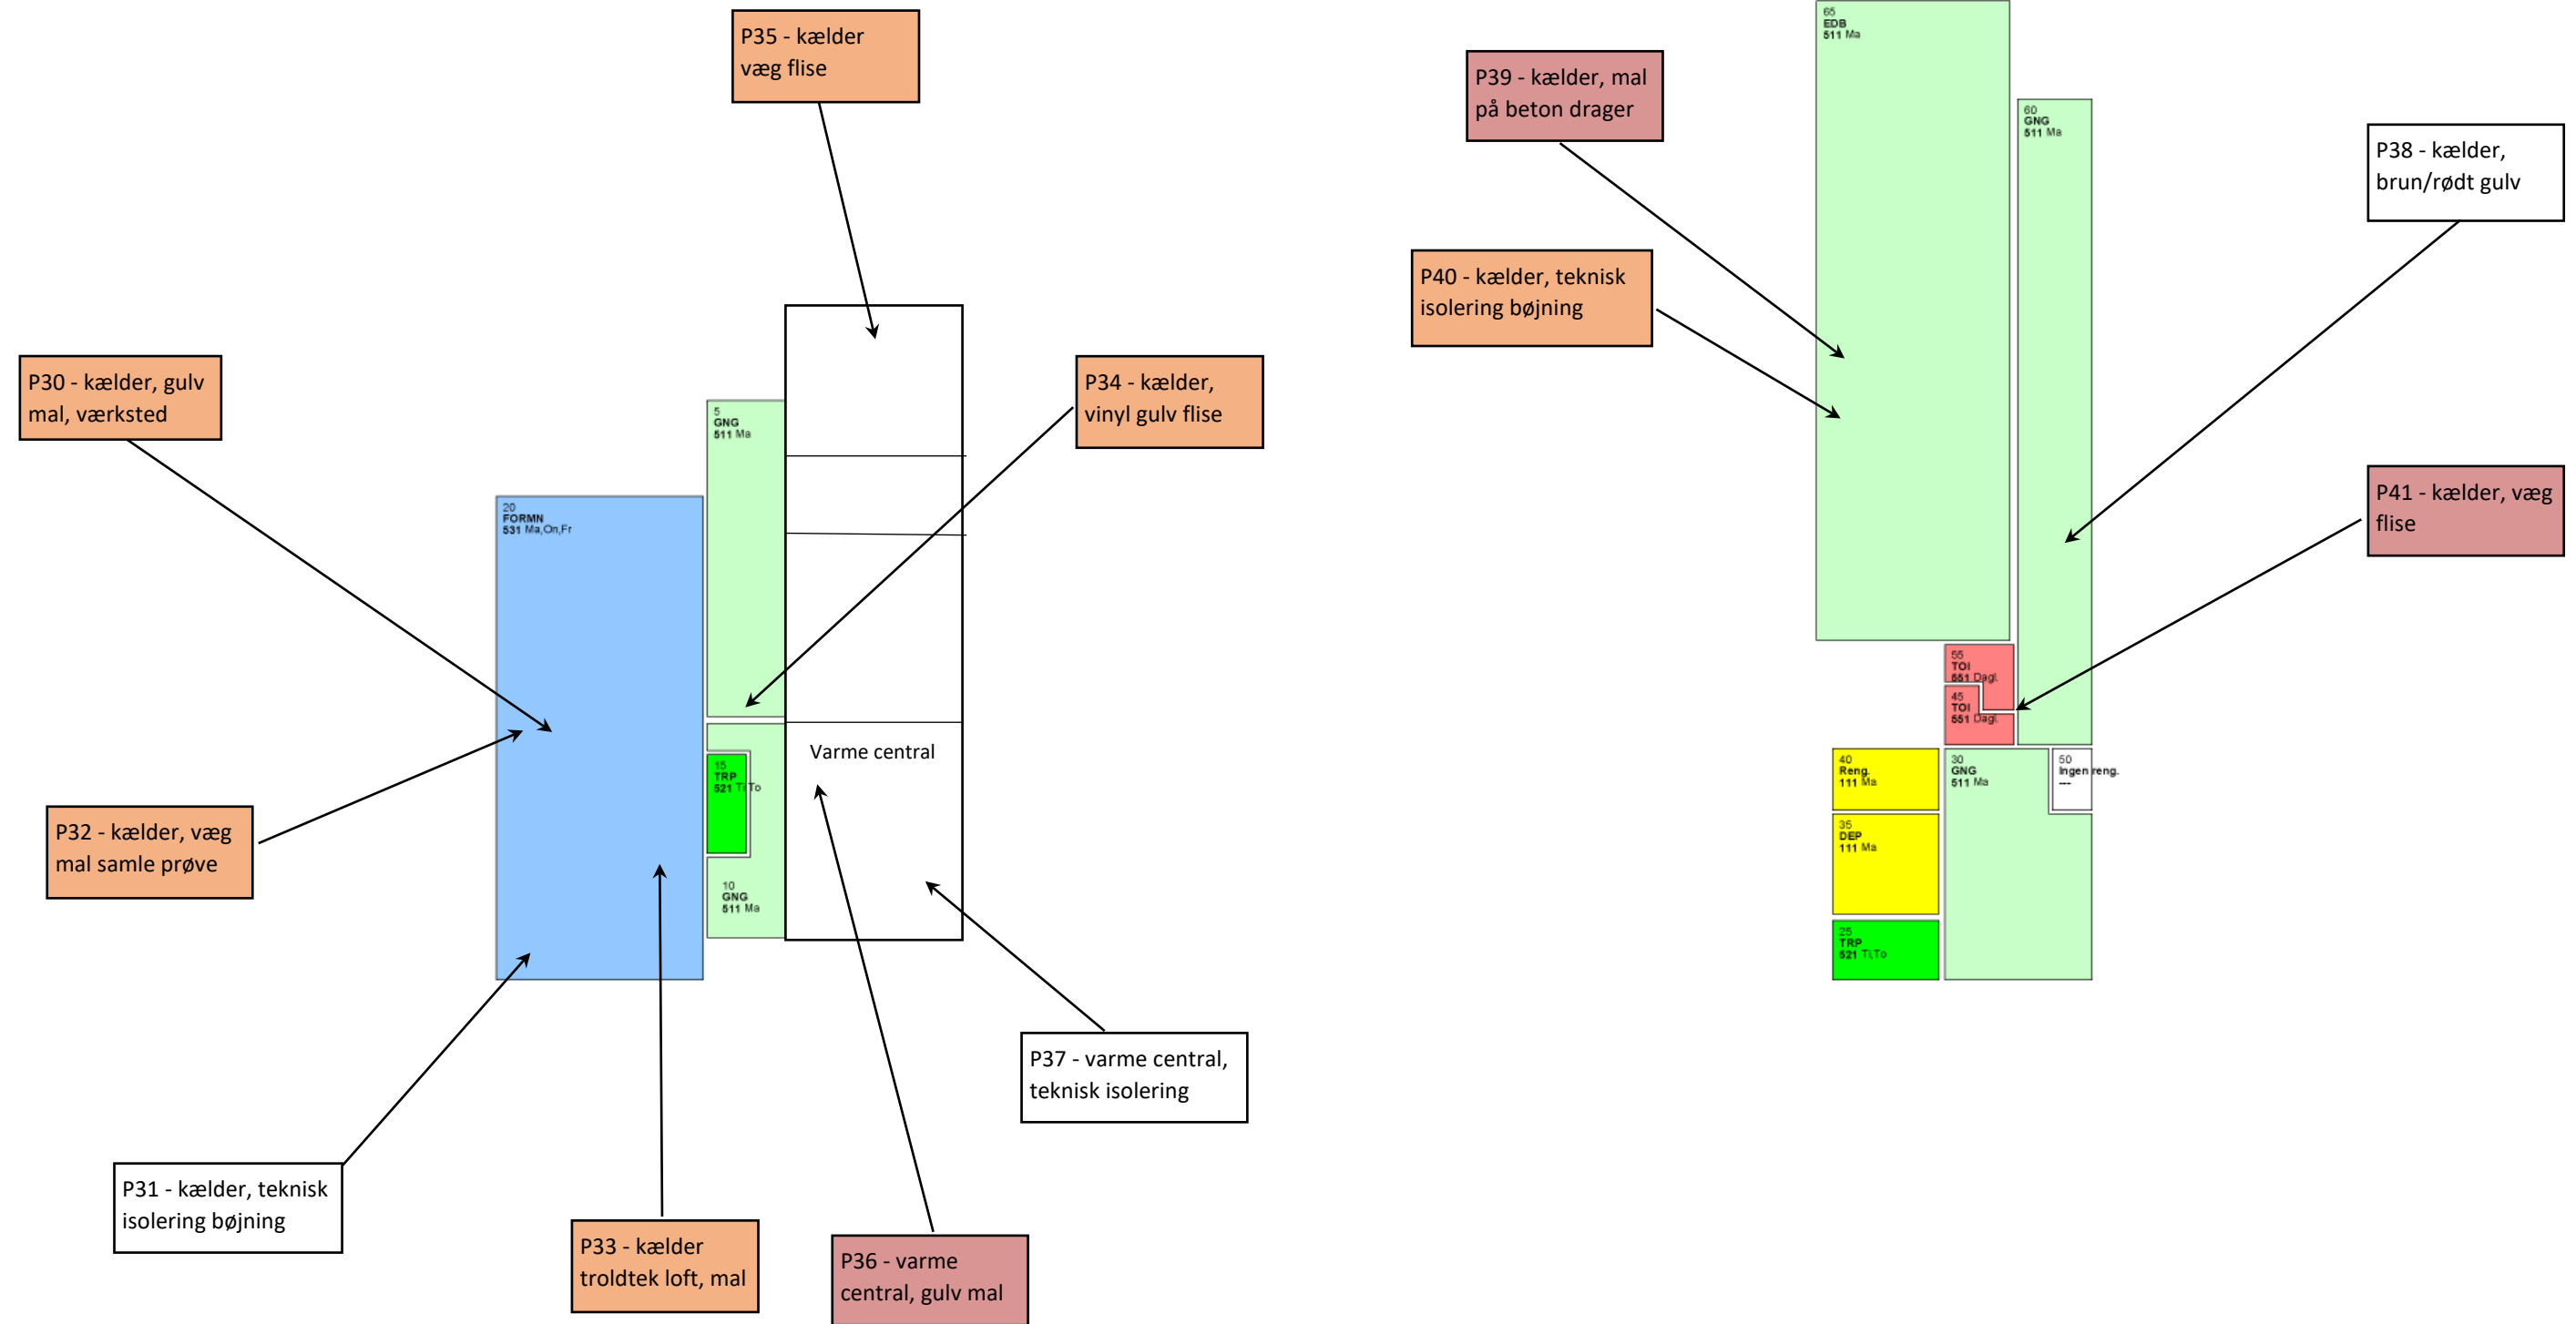 P35 - kælder
væg flise
P30 - kælder, gulv
mal, værksted
P34 - kælder,
vinyl gulv flise
5
GNG
511 Ma
20
FORMN
531 Ma,On,Fr
Varme central
15
TRP
521 Ti To
10
GNG
511 Ma
P32 - kælder, væg
mal samle prøve
P37 - varme central,
teknisk isolering
P31 - kælder, teknisk
isolering bøjning
P33 - kælder
troldtek loft, mal
P36 - varme
central, gulv mal
65
EDB
511 Ma
P39 - kælder, mal
på beton drager
60
GNG
511 Ma
P38 - kælder,
brun/rødt gulv
P40 - kælder, teknisk
isolering bøjning
P41 - kælder, væg
flise
55
TOI
551 Dagl.
45
TOI
551 Dagl.
40
Reng.
111 Ma
30
GNG
511 Ma
50
Ingen reng.
---
35
DEP
111 Ma
25
TRP
521 Ti,To